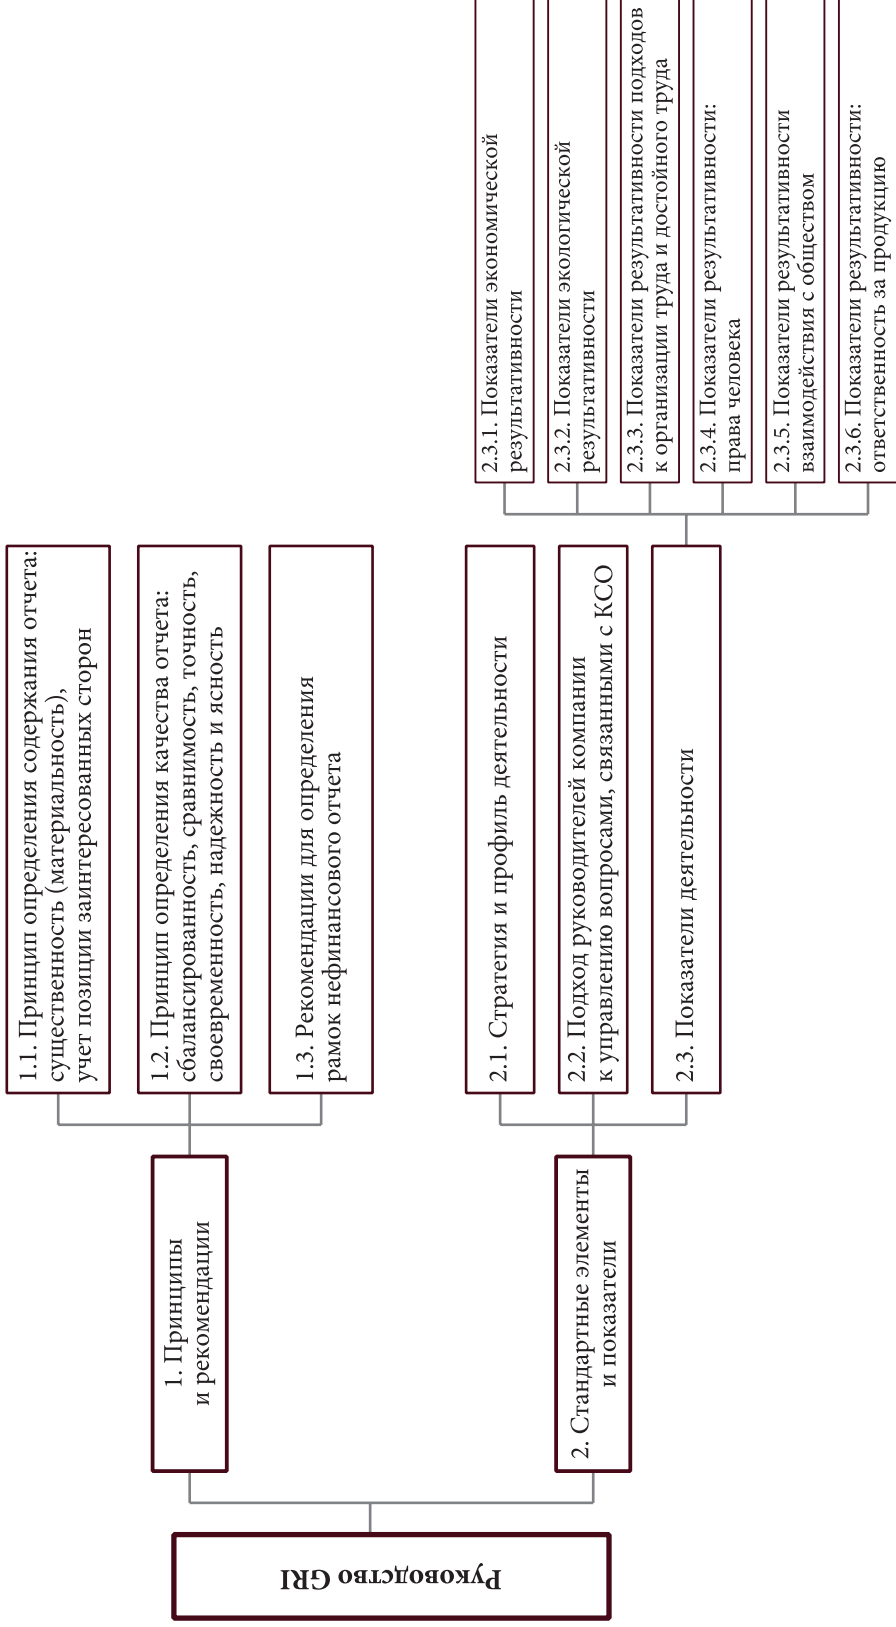 Руководство GRI
1. Принципы
и рекомендации
1.1. Принцип определения содержания отчета:
существенность (материальность),
учет позиции заинтересованных сторон
1.2. Принцип определения качества отчета:
сбалансированность, сравнимость, точность,
своевременность, надежность и ясность
1.3. Рекомендации для определения
рамок нефинансового отчета
2. Стандартные элементы
и показатели
2.1. Стратегия и профиль деятельности
2.2. Подход руководителей компании
к управлению вопросами, связанными с КСО
2.3. Показатели деятельности
2.3.1. Показатели экономической
результативности
2.3.2. Показатели экологической
результативности
2.3.3. Показатели результативности подходов
к организации труда и достойного труда
2.3.4. Показатели результативности:
права человека
2.3.5. Показатели результативности
взаимодействия с обществом
2.3.6. Показатели результативности:
ответственность за продукцию